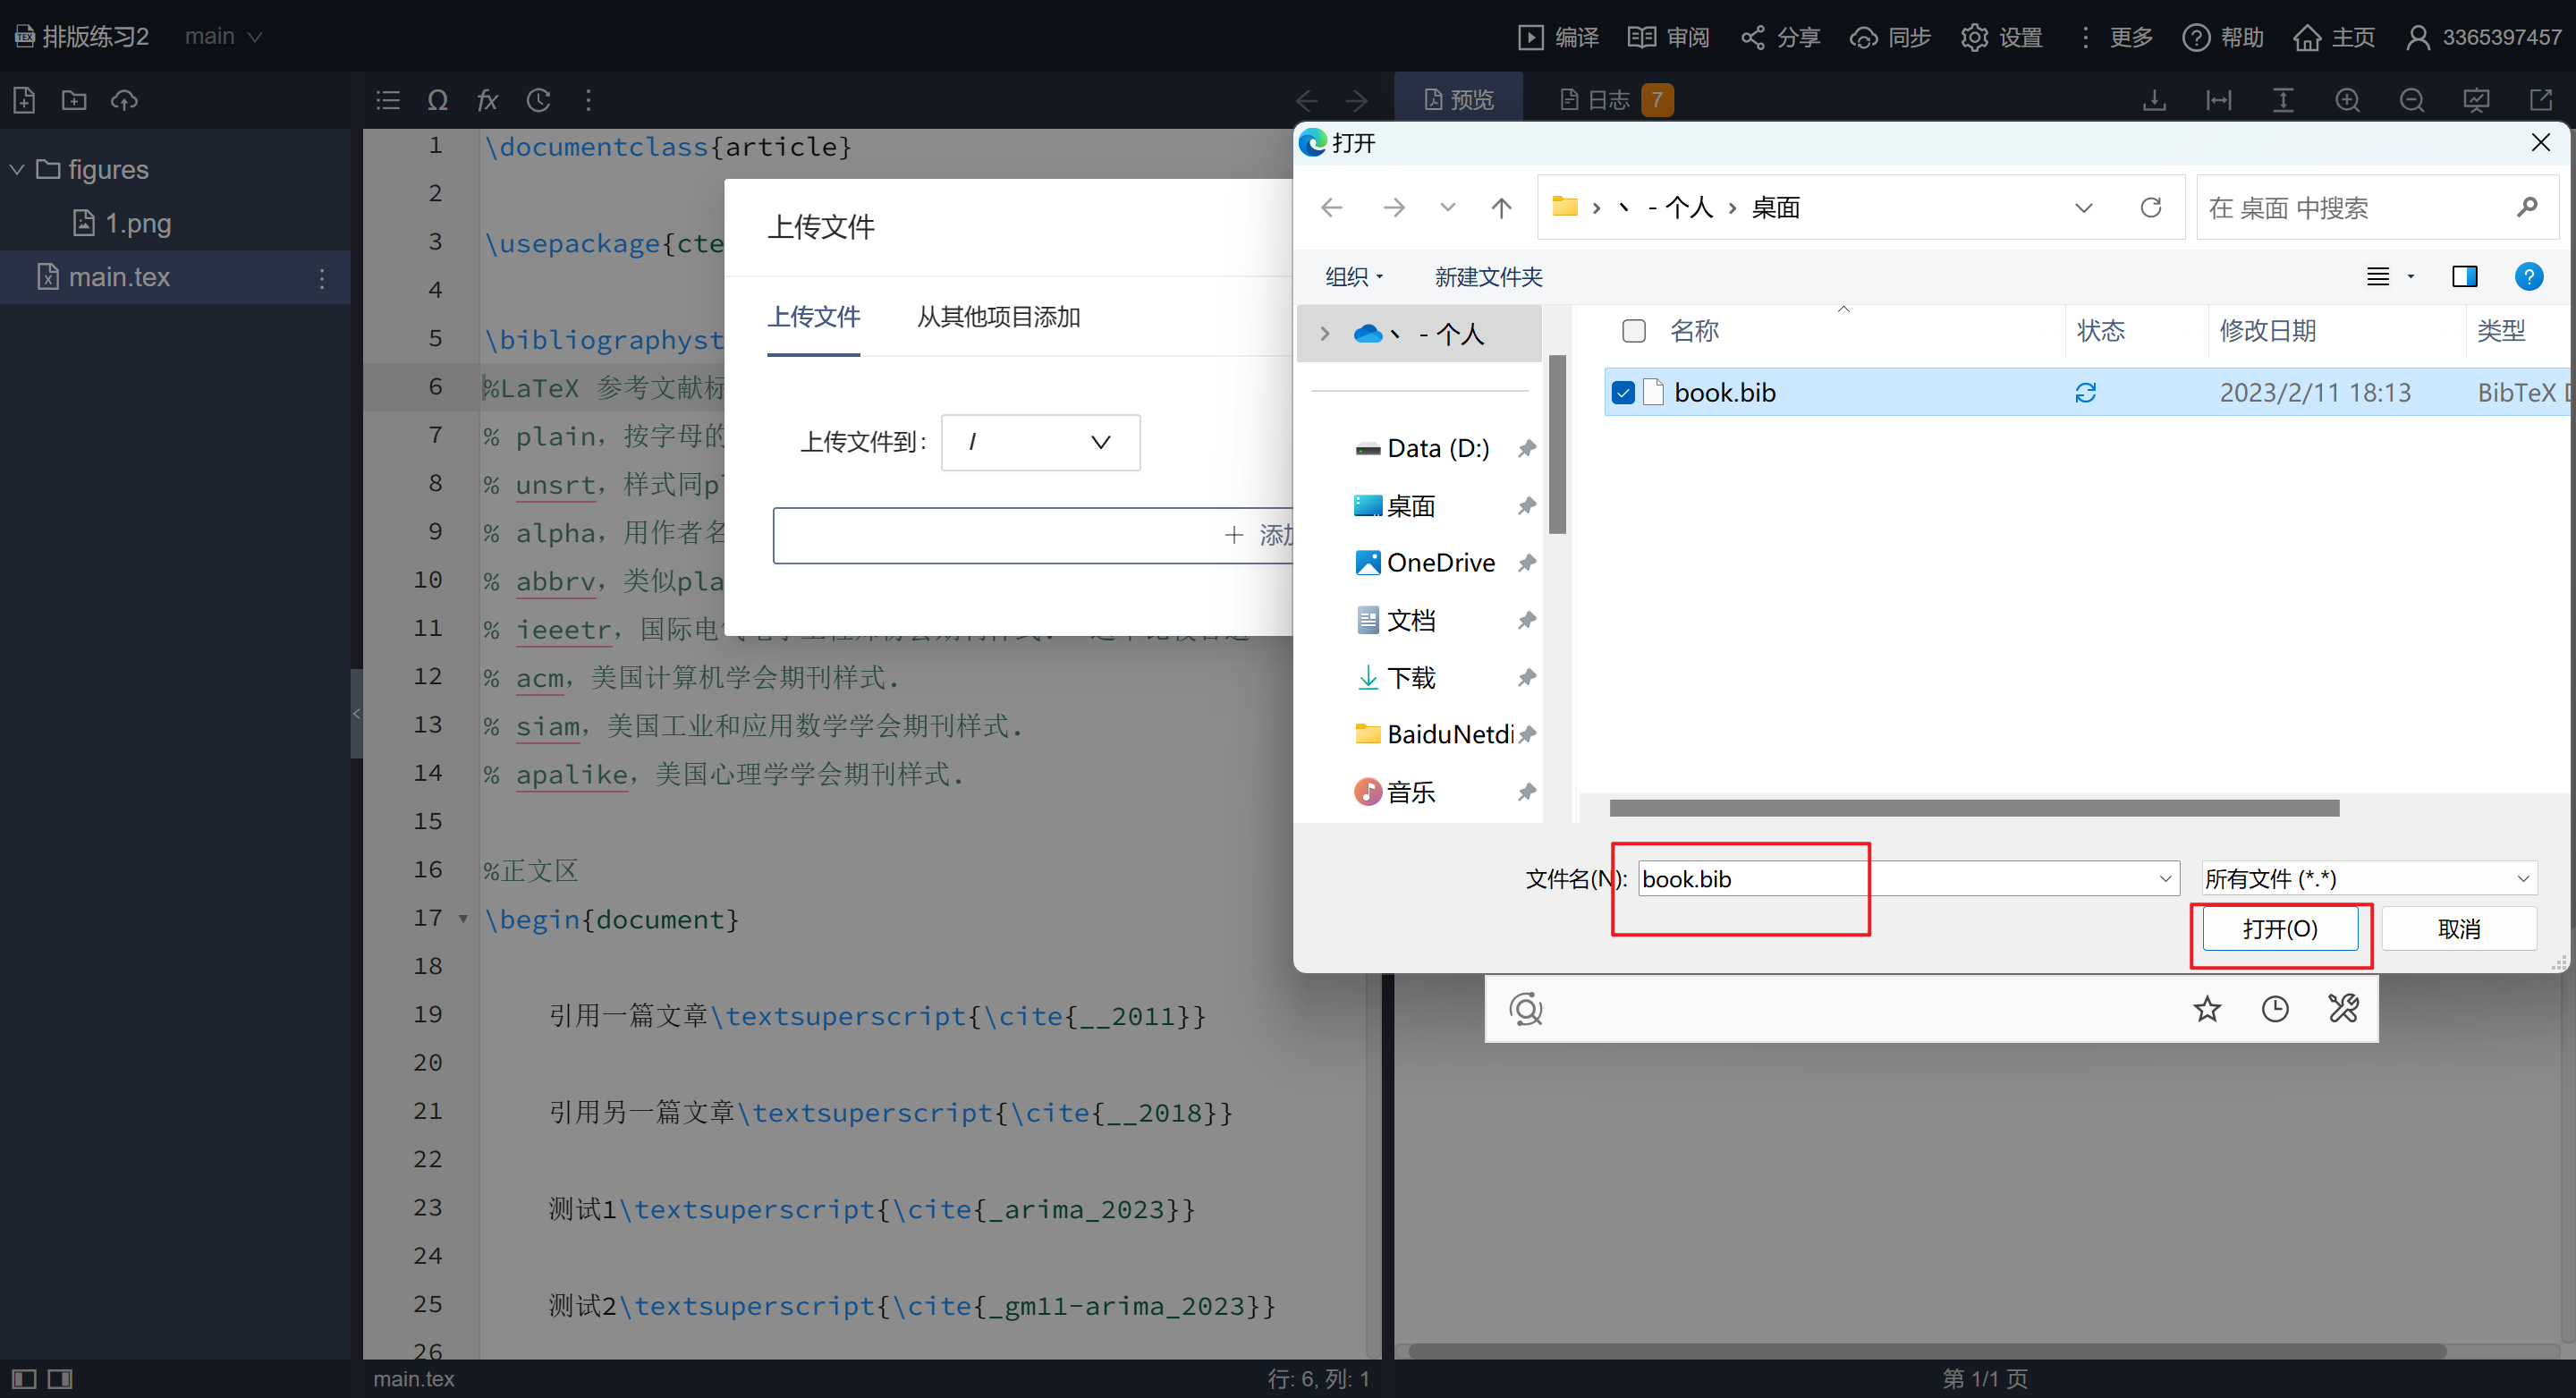 排版练习2 main
编译 审阅 分享 同步 设置 更多 帮助 主页 3365397457
预览 日志 7
figures
1.png
main.tex
1 \documentclass{article}
2
3 \usepackage{cte
4
5 \bibliographyst
6 %LaTeX 参考文献标
7 % plain，按字母的
8 % unsrt，样式同pl
9 % alpha，用作者名
10 % abbrv，类似pla
11 % ieeetr，国际电气电子工程师协会期刊样式.
12 % acm，美国计算机学会期刊样式.
13 % siam，美国工业和应用数学学会期刊样式.
14 % apalike，美国心理学学会期刊样式.
15
16 %正文区
17 \begin{document}
18
19 引用一篇文章\textsuperscript{\cite{__2011}}
20
21 引用另一篇文章\textsuperscript{\cite{__2018}}
22
23 测试1\textsuperscript{\cite{_arima_2023}}
24
25 测试2\textsuperscript{\cite{_gm11-arima_2023}}
26
上传文件
上传文件 从其他项目添加
上传文件到： /
+ 添加
打开
丶 - 个人 › 桌面
在 桌面 中搜索
组织 新建文件夹
丶 - 个人
Data (D:)
桌面
OneDrive
文档
下载
BaiduNetdi
音乐
名称 状态 修改日期 类型
book.bib 2023/2/11 18:13 BibTeX D
文件名(N): book.bib 所有文件 (*.*)
打开(O) 取消
main.tex 行: 6, 列: 1 第 1/1 页